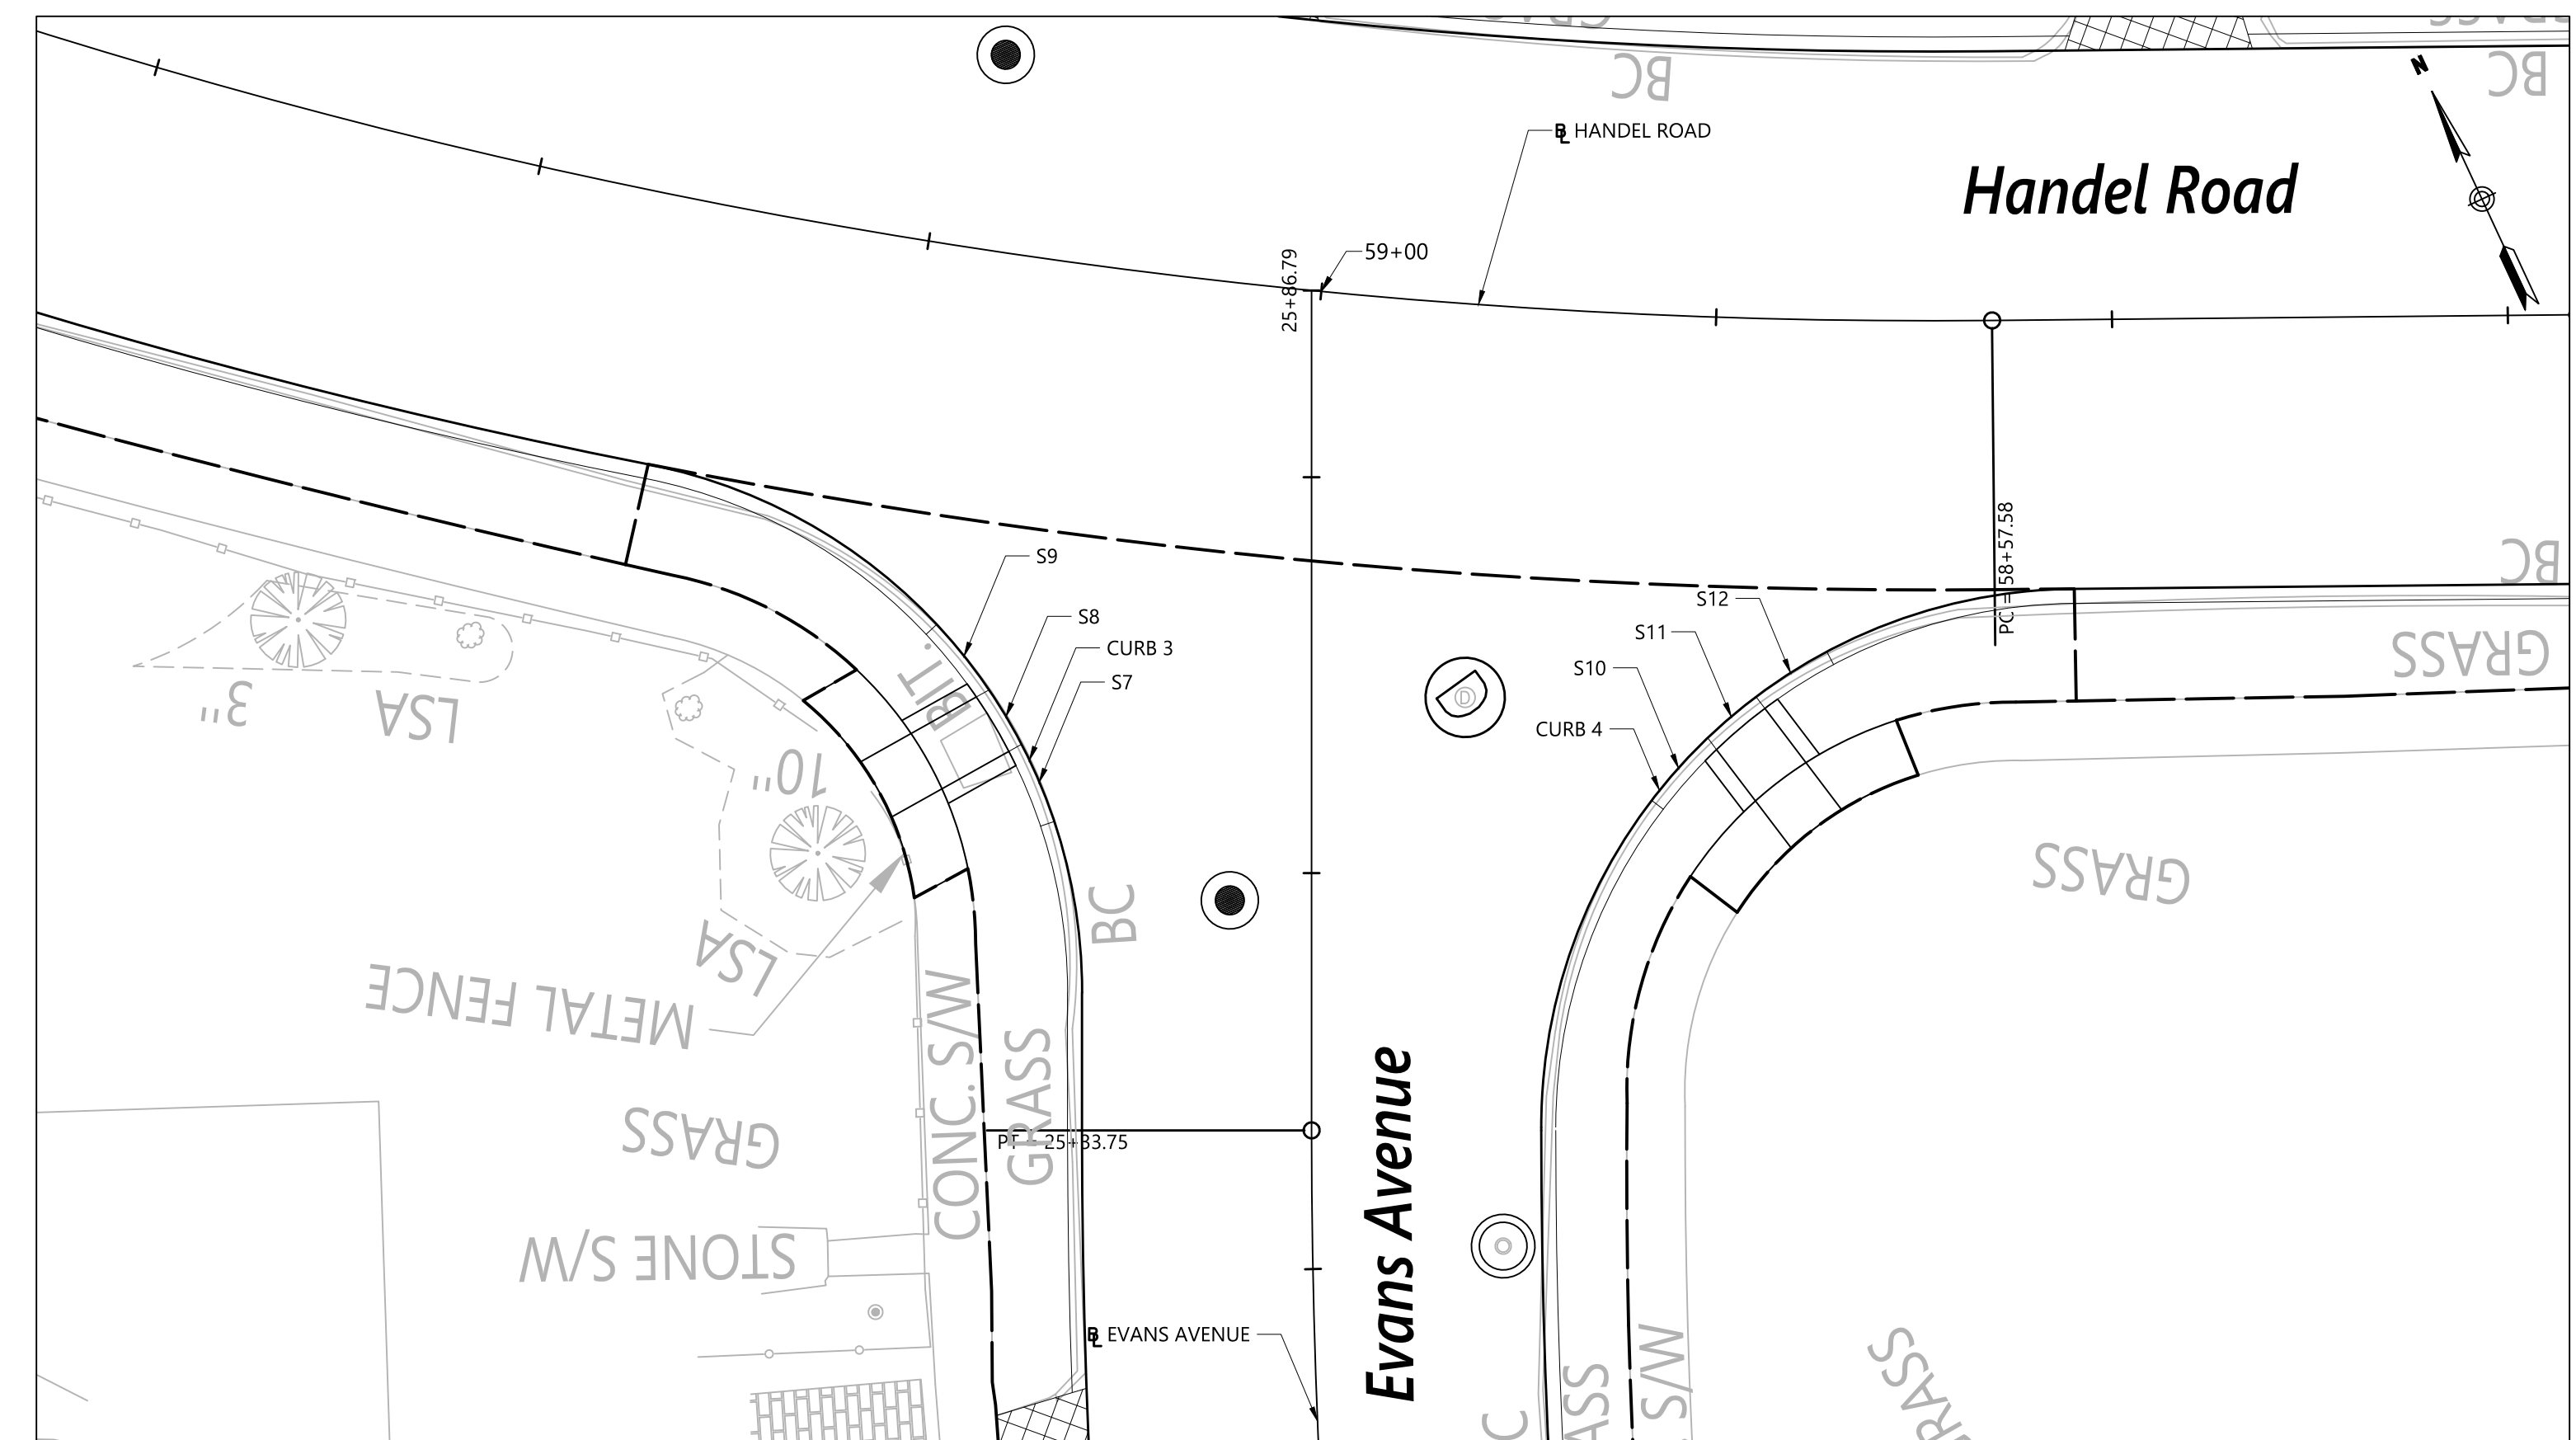 GRASS
BC
BC
N
℄ HANDEL ROAD
Handel Road
59+00
25+86.79
PC = 58+57.58
BC
S9
S8
CURB 3
S7
S12
S11
S10
CURB 4
GRASS
BIT.
3"
LSA
10"
GRASS
LSA
METAL FENCE
BC
CONC. S/W
GRASS
D
PT = 25+33.75
GRASS
STONE S/W
Evans Avenue
℄ EVANS AVENUE
S/W
GRASS